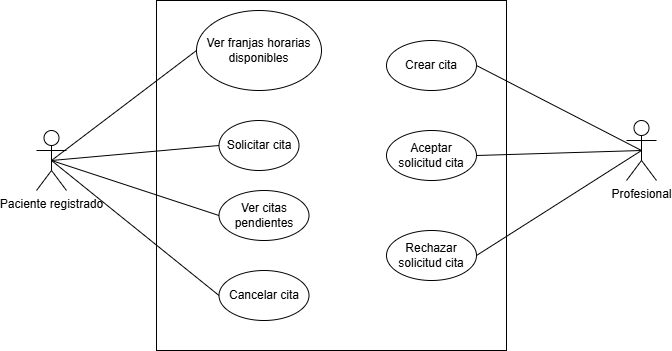 Ver franjas horarias
disponibles
Crear cita
Solicitar cita
Aceptar
solicitud cita
Paciente registrado
Profesional
Ver citas
pendientes
Rechazar
solicitud cita
Cancelar cita